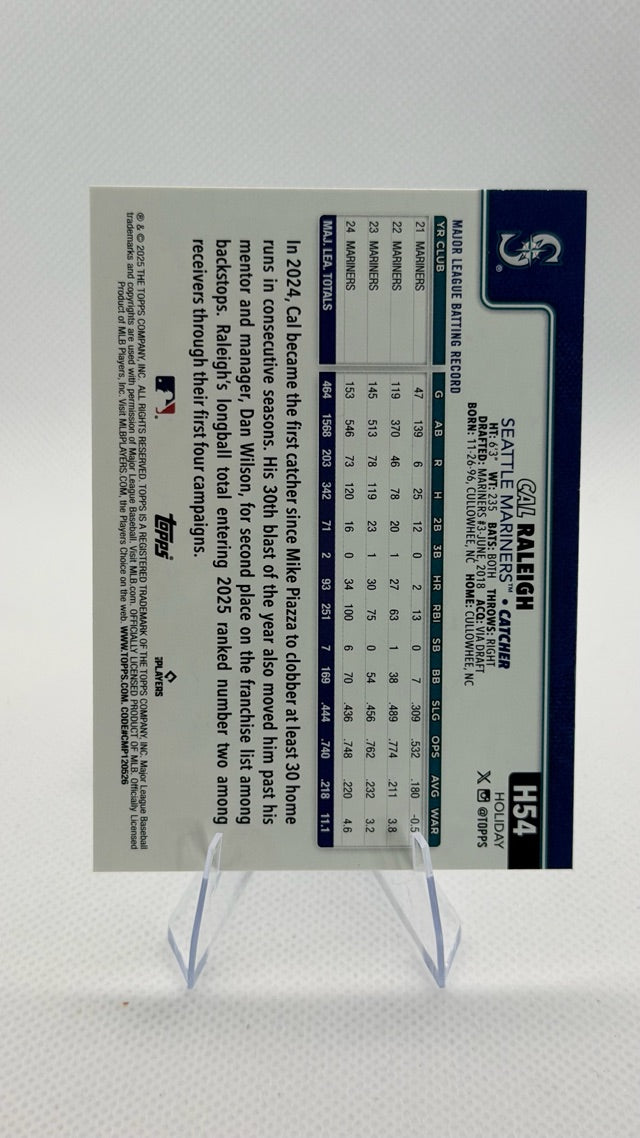 H54
HOLIDAY
@TOPPS
CAL RALEIGH
SEATTLE MARINERS™ • CATCHER
HT: 6'3" WT: 235 BATS: BOTH THROWS: RIGHT
DRAFTED: MARINERS #3-JUNE, 2018 ACQ: VIA DRAFT
BORN: 11-26-96, CULLOWHEE, NC HOME: CULLOWHEE, NC
S ®
MAJOR LEAGUE BATTING RECORD
YR CLUB G AB R H 2B 3B HR RBI SB BB SLG OPS AVG WAR
21 MARINERS 47 139 6 25 12 0 2 13 0 7 .309 .532 .180 -0.5
22 MARINERS 119 370 46 78 20 1 27 63 1 38 .489 .774 .211 3.8
23 MARINERS 145 513 78 119 23 1 30 75 0 54 .456 .762 .232 3.2
24 MARINERS 153 546 73 120 16 0 34 100 6 70 .436 .748 .220 4.6
MAJ. LEA. TOTALS 464 1568 203 342 71 2 93 251 7 169 .444 .740 .218 11.1
In 2024, Cal became the first catcher since Mike Piazza to clobber at least 30 home
runs in consecutive seasons. His 30th blast of the year also moved him past his
mentor and manager, Dan Wilson, for second place on the franchise list among
backstops. Raleigh's longball total entering 2025 ranked number two among
receivers through their first four campaigns.
topps
PLAYERS
® & © 2025 THE TOPPS COMPANY, INC. ALL RIGHTS RESERVED. TOPPS IS A REGISTERED TRADEMARK OF THE TOPPS COMPANY, INC. Major League Baseball
trademarks and copyrights are used with permission of Major League Baseball. Visit MLB.com. OFFICIALLY LICENSED PRODUCT OF MLB. Officially Licensed
Product of MLB Players, Inc. Visit MLBPLAYERS.COM, the Players Choice on the web. WWW.TOPPS.COM. CODE#CMP120526